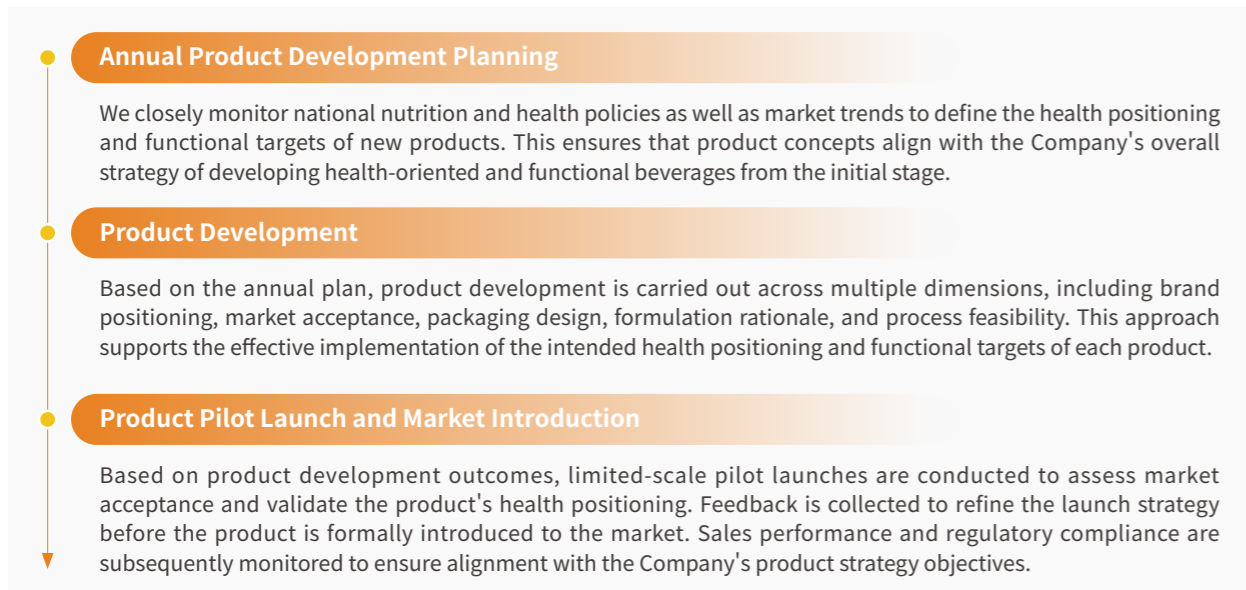 Annual Product Development Planning
We closely monitor national nutrition and health policies as well as market trends to define the health positioning
and functional targets of new products. This ensures that product concepts align with the Company's overall
strategy of developing health-oriented and functional beverages from the initial stage.
Product Development
Based on the annual plan, product development is carried out across multiple dimensions, including brand
positioning, market acceptance, packaging design, formulation rationale, and process feasibility. This approach
supports the effective implementation of the intended health positioning and functional targets of each product.
Product Pilot Launch and Market Introduction
Based on product development outcomes, limited-scale pilot launches are conducted to assess market
acceptance and validate the product's health positioning. Feedback is collected to refine the launch strategy
before the product is formally introduced to the market. Sales performance and regulatory compliance are
subsequently monitored to ensure alignment with the Company's product strategy objectives.